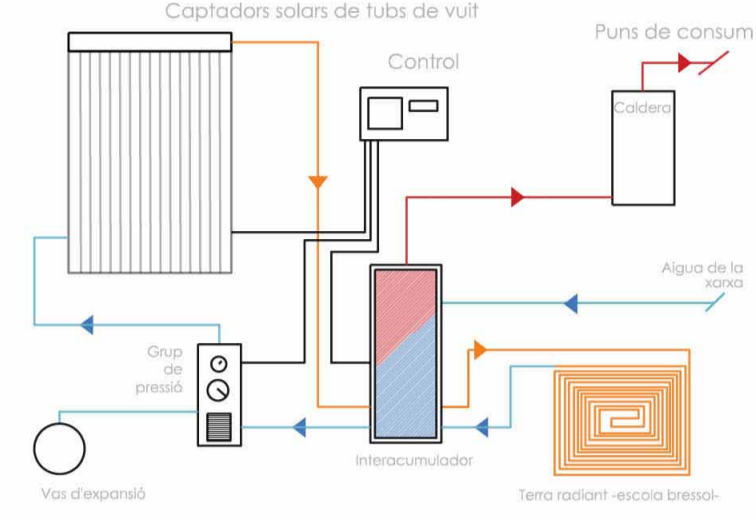 Captadors solars de tubs de vuit
Puns de consum
Control
Caldera
Aigua de la
xarxa
Grup
de
pressió
Interacumulador
Vas d'expansió
Terra radiant -escola bressol-